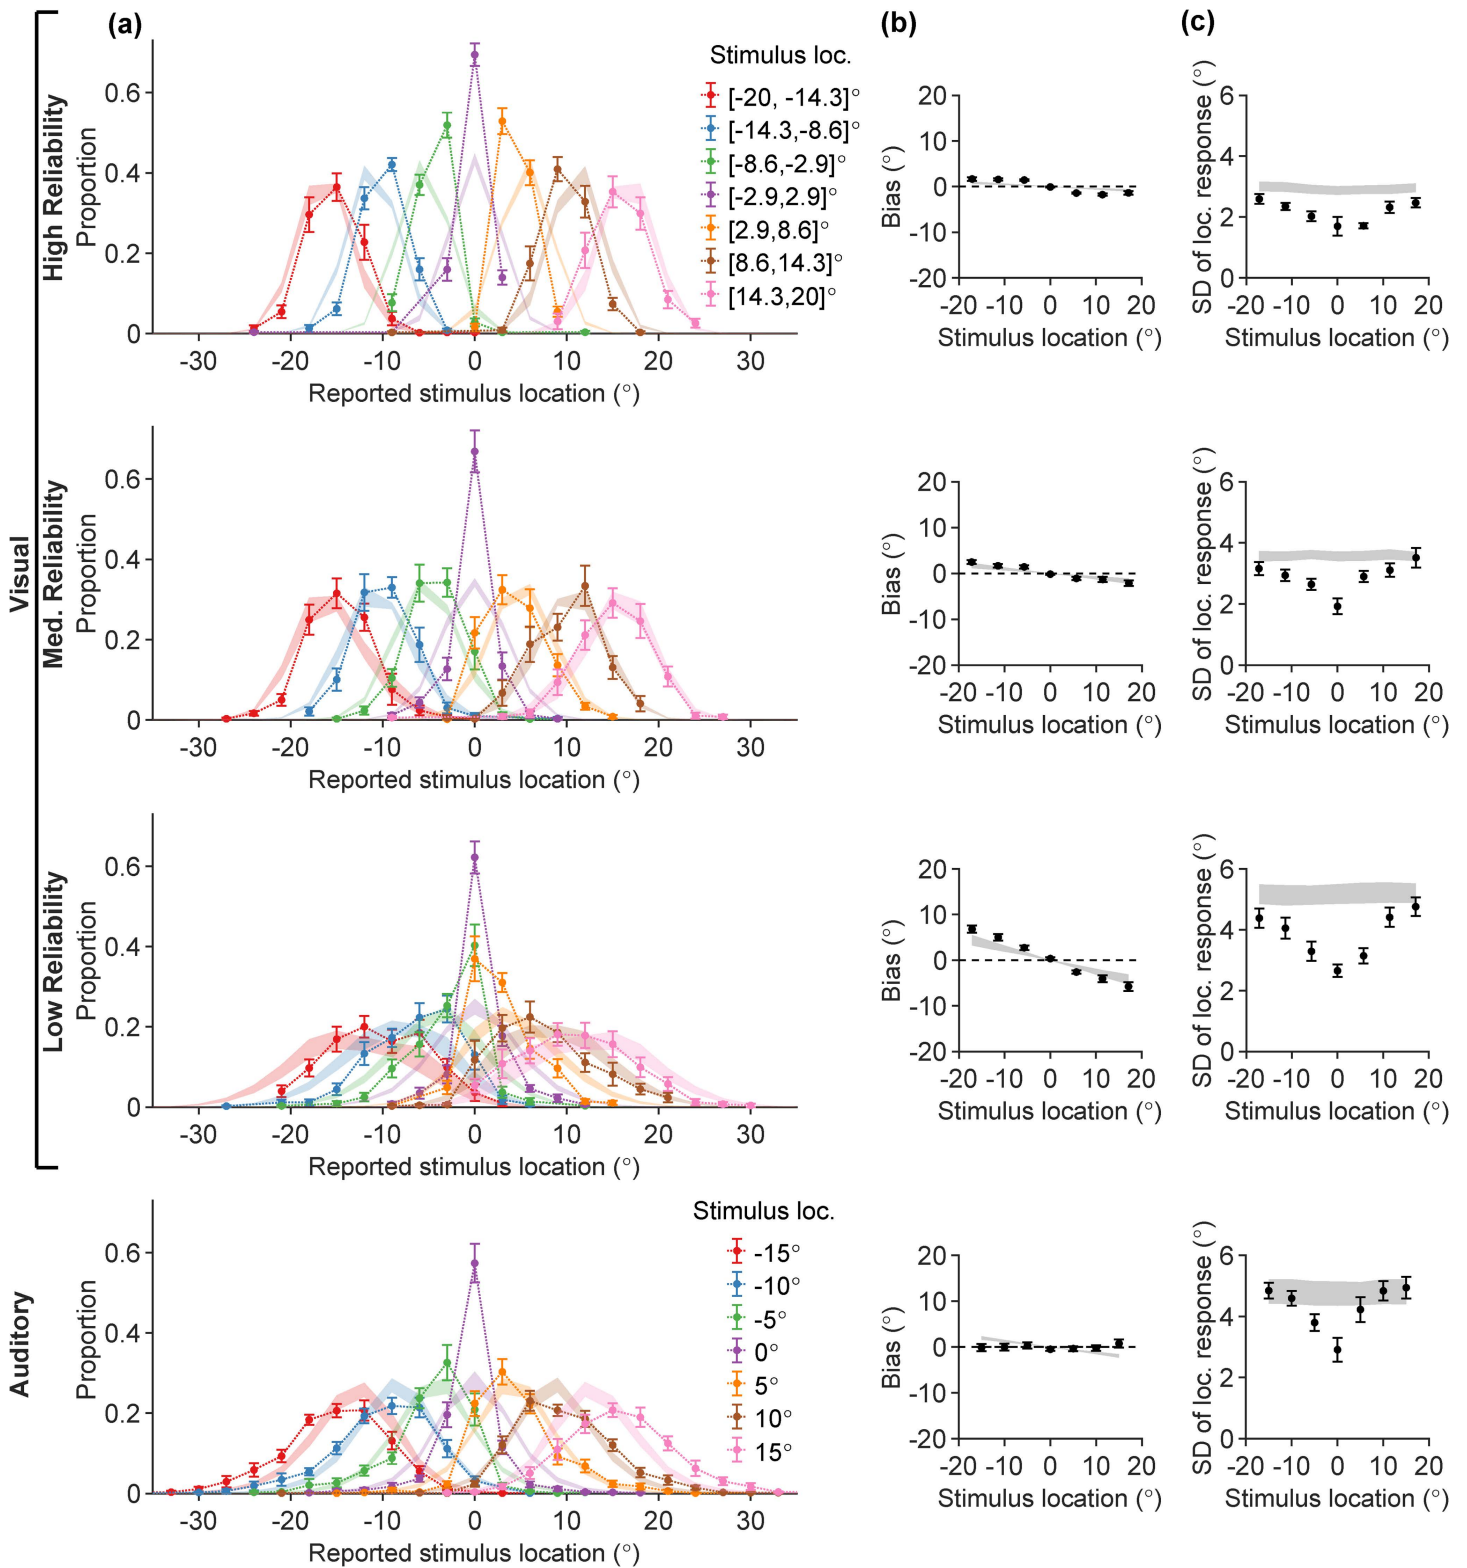 (a)
(b)
(c)
Visual
High Reliability
Proportion
0.6
0.4
0.2
0
-30 -20 -10 0 10 20 30
Reported stimulus location (°)
Stimulus loc.
[-20, -14.3]°
[-14.3,-8.6]°
[-8.6,-2.9]°
[-2.9,2.9]°
[2.9,8.6]°
[8.6,14.3]°
[14.3,20]°
Bias (°)
20
10
0
-10
-20
-20 -10 0 10 20
Stimulus location (°)
SD of loc. response (°)
6
4
2
0
-20 -10 0 10 20
Stimulus location (°)
Med. Reliability
Proportion
0.6
0.4
0.2
0
-30 -20 -10 0 10 20 30
Reported stimulus location (°)
Bias (°)
20
10
0
-10
-20
-20 -10 0 10 20
Stimulus location (°)
SD of loc. response (°)
6
4
2
0
-20 -10 0 10 20
Stimulus location (°)
Low Reliability
Proportion
0.6
0.4
0.2
0
-30 -20 -10 0 10 20 30
Reported stimulus location (°)
Bias (°)
20
10
0
-10
-20
-20 -10 0 10 20
Stimulus location (°)
SD of loc. response (°)
6
4
2
0
-20 -10 0 10 20
Stimulus location (°)
Auditory
Proportion
0.6
0.4
0.2
0
-30 -20 -10 0 10 20 30
Reported stimulus location (°)
Stimulus loc.
-15°
-10°
-5°
0°
5°
10°
15°
Bias (°)
20
10
0
-10
-20
-20 -10 0 10 20
Stimulus location (°)
SD of loc. response (°)
6
4
2
0
-20 -10 0 10 20
Stimulus location (°)